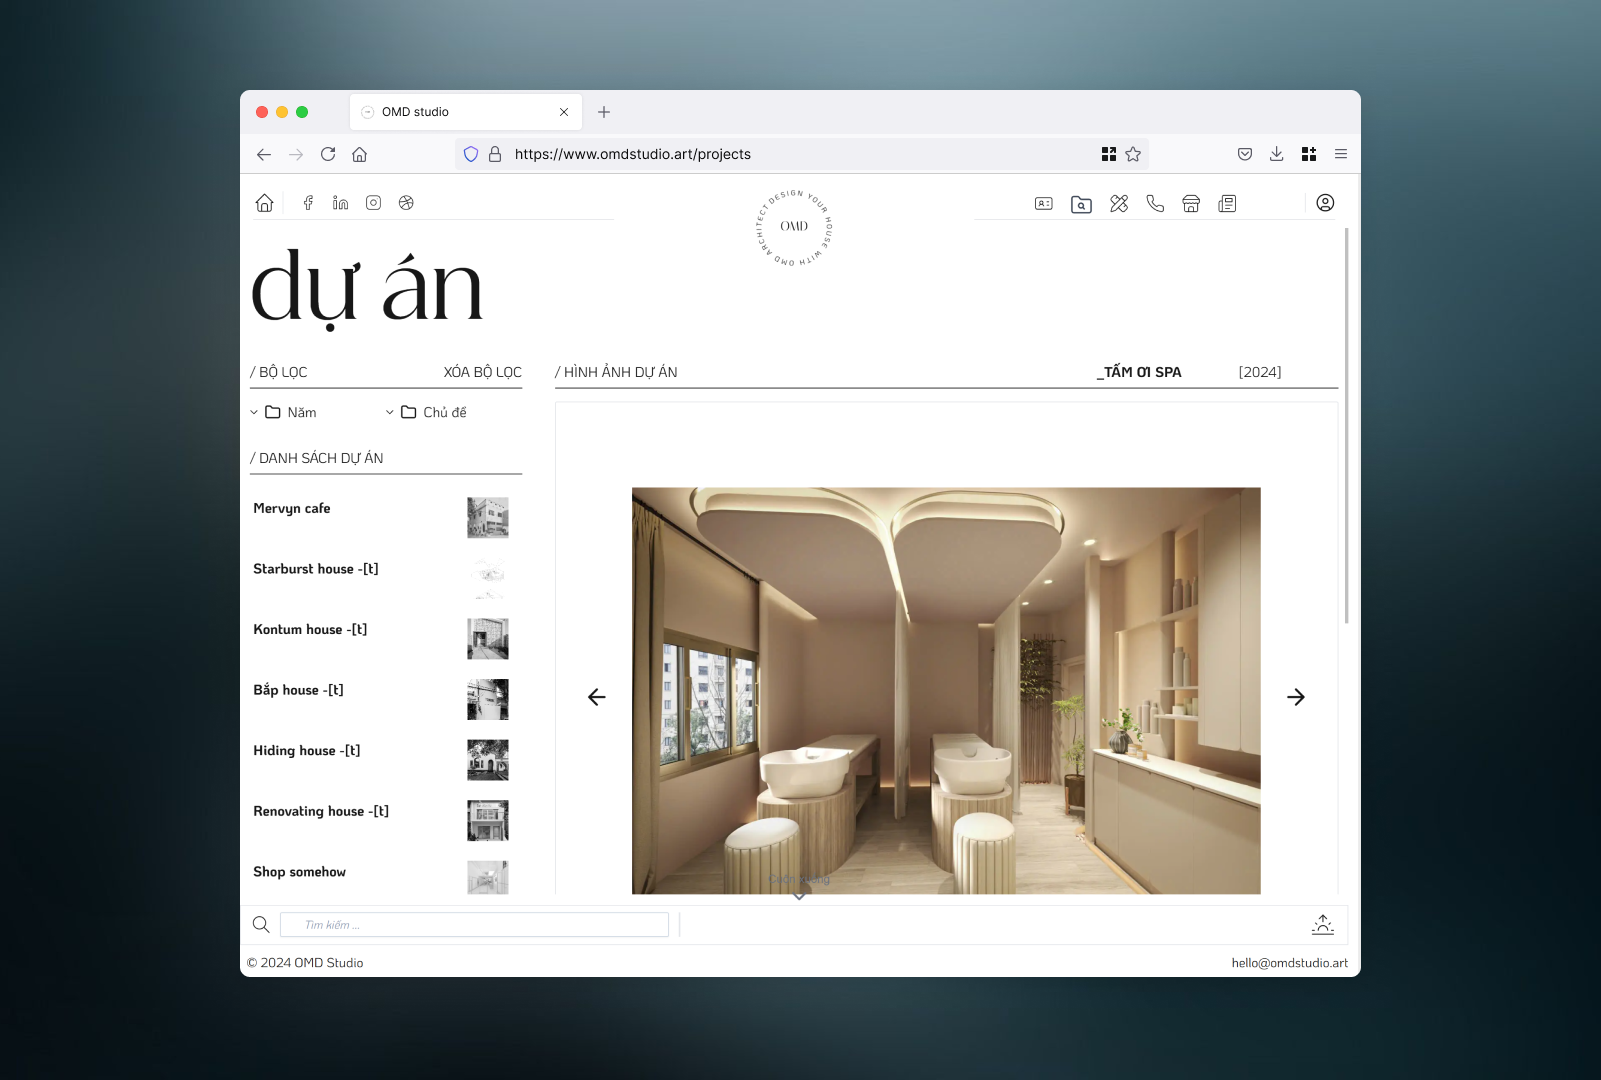 OMD studio
https://www.omdstudio.art/projects
ARCHITECT DESIGN YOUR HOUSE WITH OMD
OMD
dự án
/ BỘ LỌC
XÓA BỘ LỌC
Năm
Chủ đề
/ DANH SÁCH DỰ ÁN
Mervyn cafe
Starburst house -[t]
Kontum house -[t]
Bắp house -[t]
Hiding house -[t]
Renovating house -[t]
Shop somehow
/ HÌNH ẢNH DỰ ÁN
_TẤM ƠI SPA
[2024]
Cuộn xuống
Tìm kiếm ...
© 2024 OMD Studio
hello@omdstudio.art